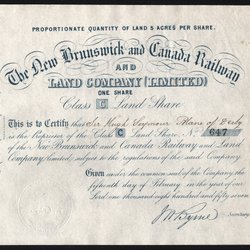 PROPORTIONATE QUANTITY OF LAND 5 ACRES PER SHARE.
The New Brunswick and Canada Railway
AND
LAND COMPANY (LIMITED)
ONE SHARE
Class C Land Share
This is to Certify that Sir Hugh Seymour of
is the Proprietor of the Class C Land Share, No. 647
of the New Brunswick and Canada Railway and Land
Company Limited, subject to the regulations of the said Company.
Given under the common seal of the Company the
fifteenth day of February in the year of our
Lord one thousand eight hundred and fifty seven
Secretary